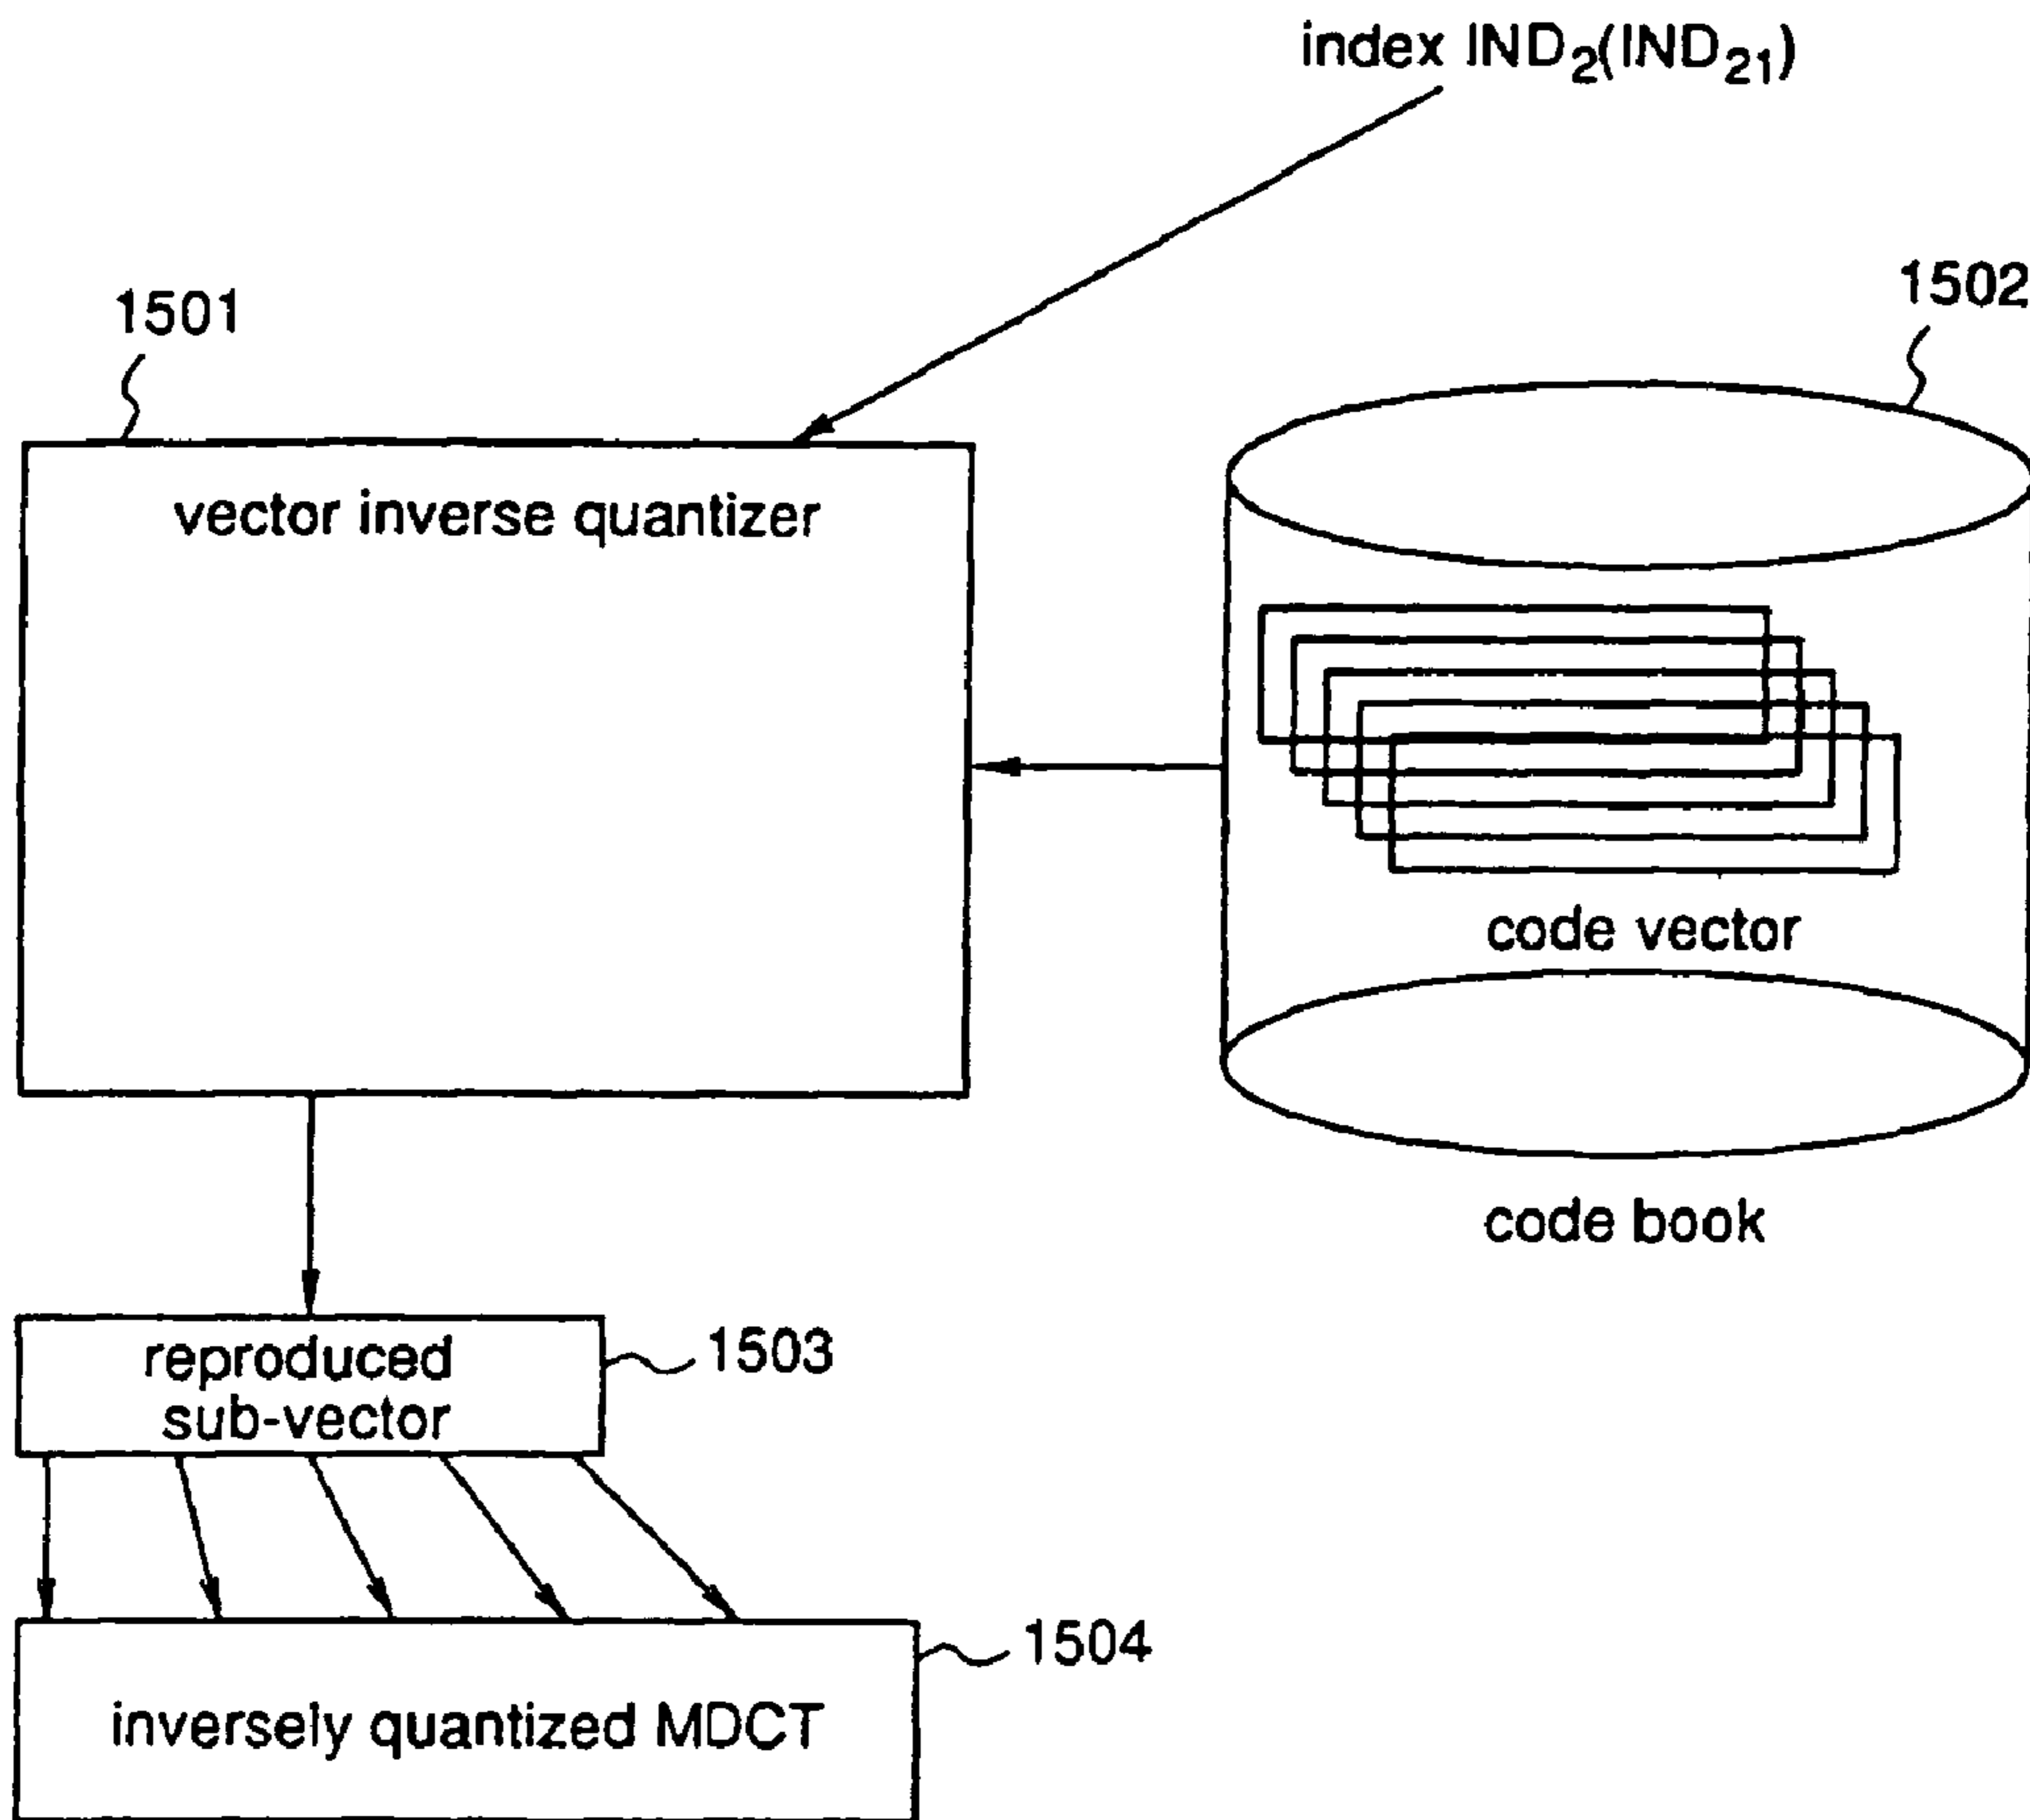 index IND₂(IND₂₁)
1501
1502
vector inverse quantizer
code vector
code book
reproduced
sub-vector
1503
1504
inversely quantized MDCT